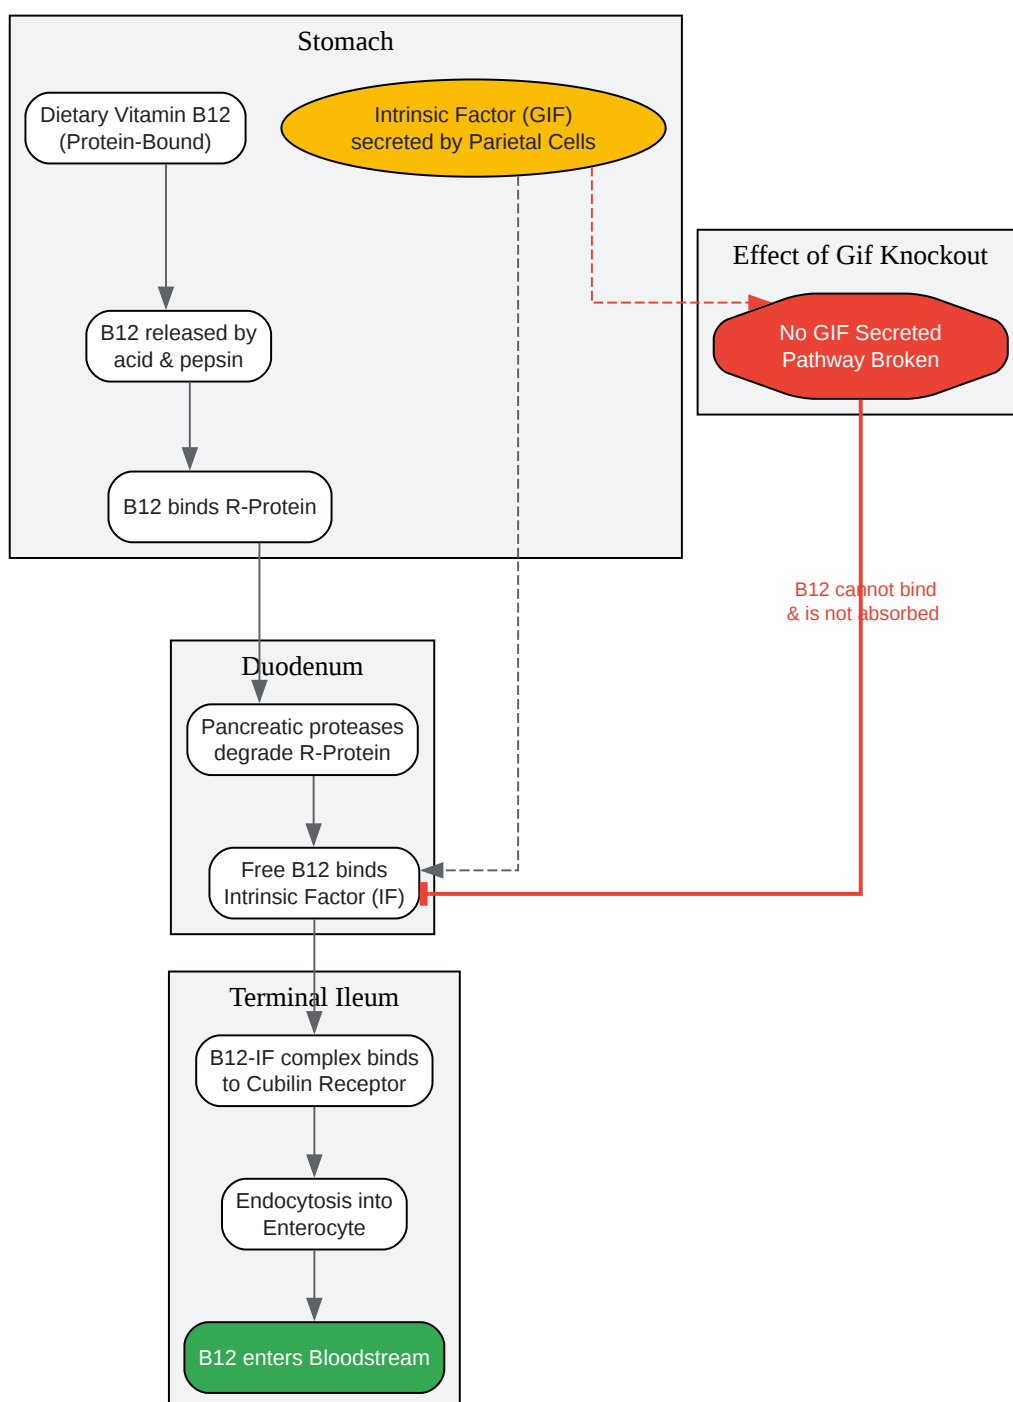 Stomach
Dietary Vitamin B12
(Protein-Bound)
Intrinsic Factor (GIF)
secreted by Parietal Cells
Effect of Gif Knockout
No GIF Secreted
Pathway Broken
B12 released by
acid & pepsin
B12 binds R-Protein
B12 cannot bind
& is not absorbed
Duodenum
Pancreatic proteases
degrade R-Protein
Free B12 binds
Intrinsic Factor (IF)
Terminal Ileum
B12-IF complex binds
to Cubilin Receptor
Endocytosis into
Enterocyte
B12 enters Bloodstream